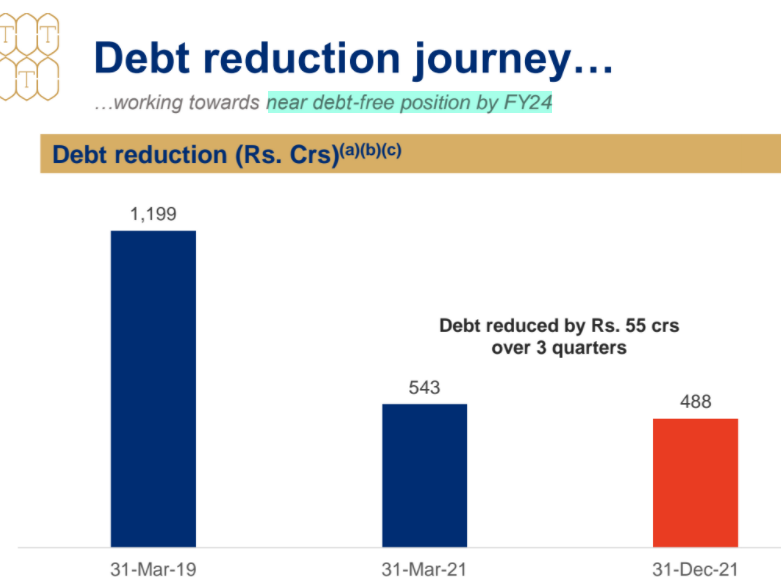 T T
T
Debt reduction journey…
…working towards near debt-free position by FY24
Debt reduction (Rs. Crs)(a)(b)(c)
1,199
Debt reduced by Rs. 55 crs
over 3 quarters
543
488
31-Mar-19
31-Mar-21
31-Dec-21